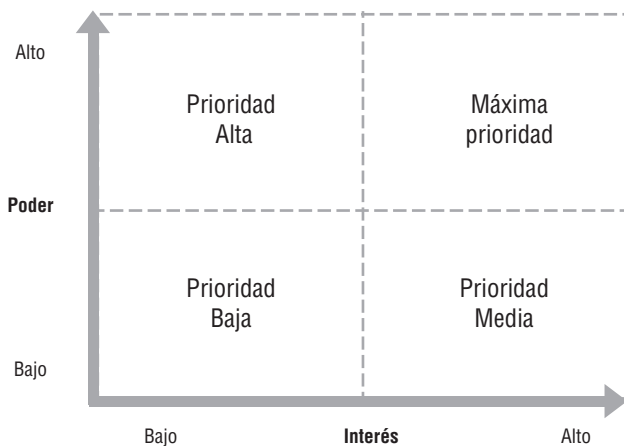 Alto
Prioridad
Alta
Máxima
prioridad
Poder
Prioridad
Baja
Prioridad
Media
Bajo
Bajo
Interés
Alto